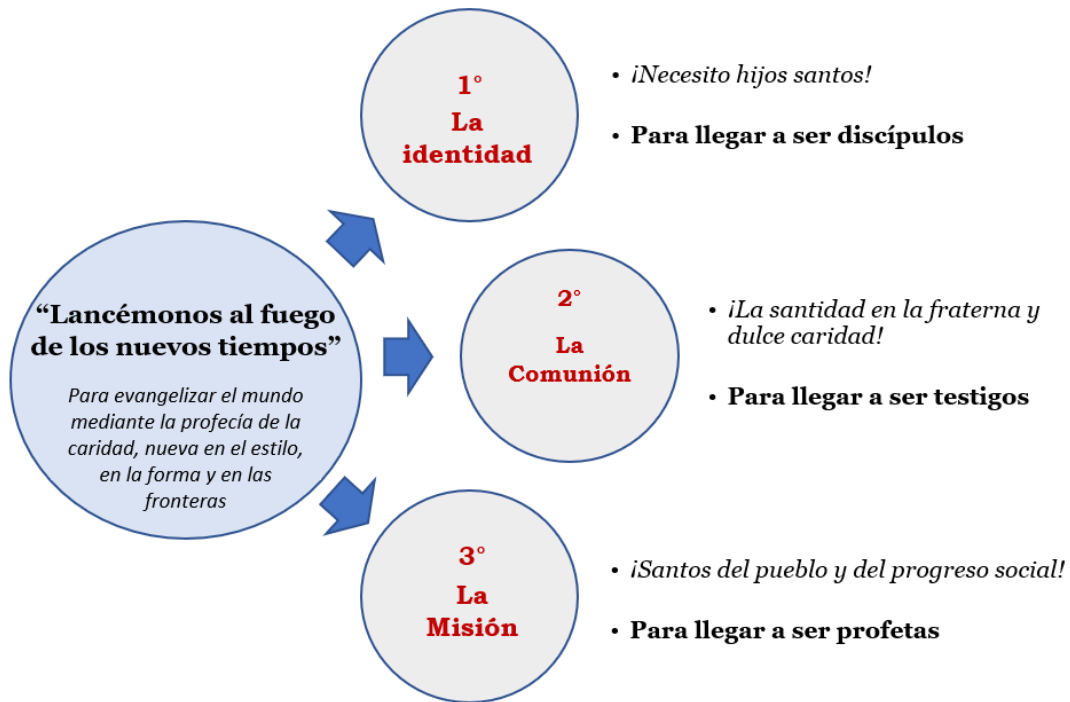 “Lancémonos al fuego
de los nuevos tiempos”
Para evangelizar el mundo
mediante la profecía de la
caridad, nueva en el estilo,
en la forma y en las
fronteras
1°
La
identidad
• ¡Necesito hijos santos!
• Para llegar a ser discípulos
2°
La
Comunión
• ¡La santidad en la fraterna y
dulce caridad!
• Para llegar a ser testigos
3°
La
Misión
• ¡Santos del pueblo y del progreso social!
• Para llegar a ser profetas